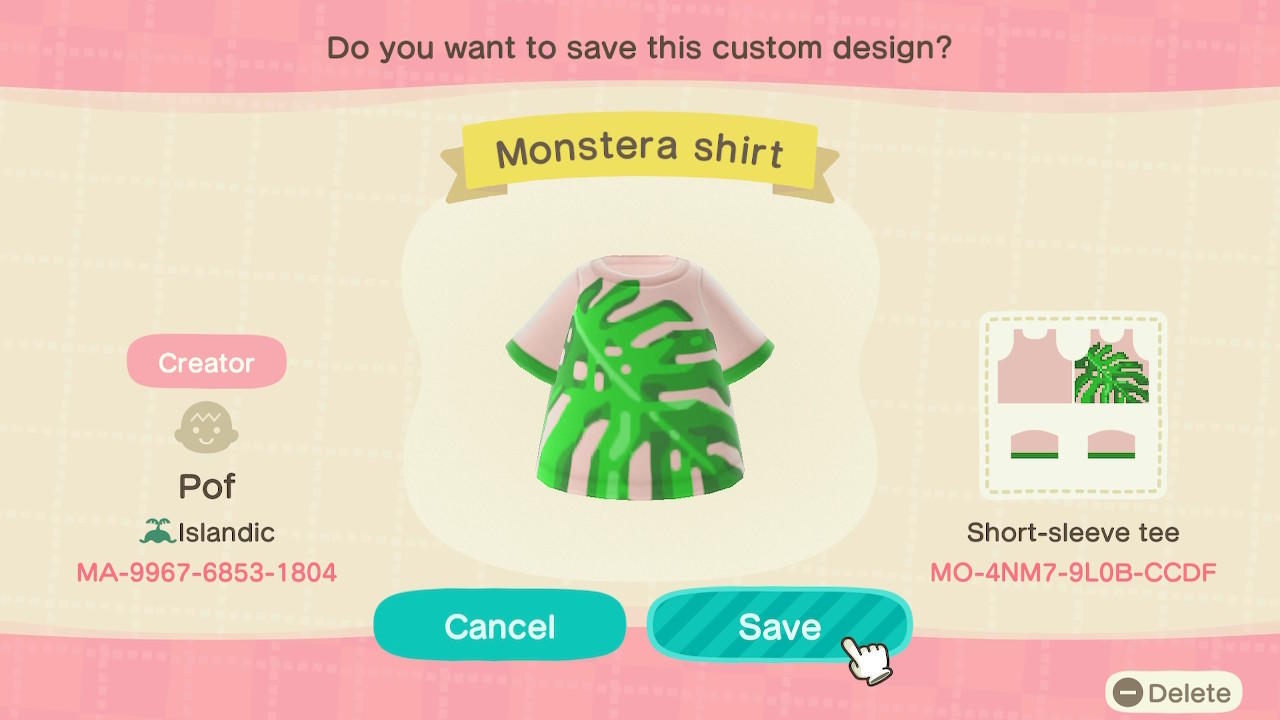 Do you want to save this custom design?
Monstera shirt
Creator
Pof
Islandic
MA-9967-6853-1804
Short-sleeve tee
MO-4NM7-9L0B-CCDF
Cancel
Save
Delete